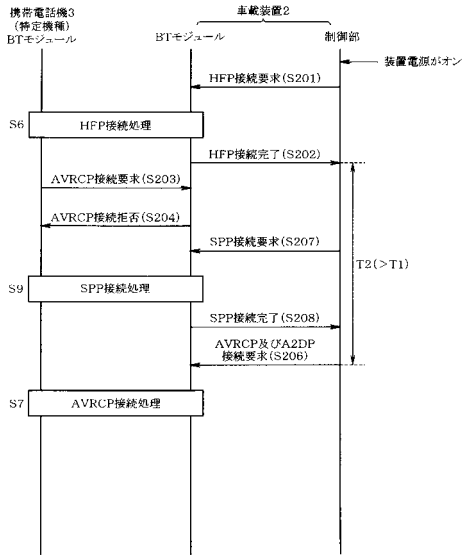 携帯電話機3
(特定機種)
BTモジュール
車載装置2
BTモジュール
制御部
装置電源がオン
HFP接続要求(S201)
S6
HFP接続処理
HFP接続完了(S202)
AVRCP接続要求(S203)
AVRCP接続拒否(S204)
SPP接続要求(S207)
T2(>T1)
S9
SPP接続処理
SPP接続完了(S208)
AVRCP及びA2DP
接続要求(S206)
S7
AVRCP接続処理